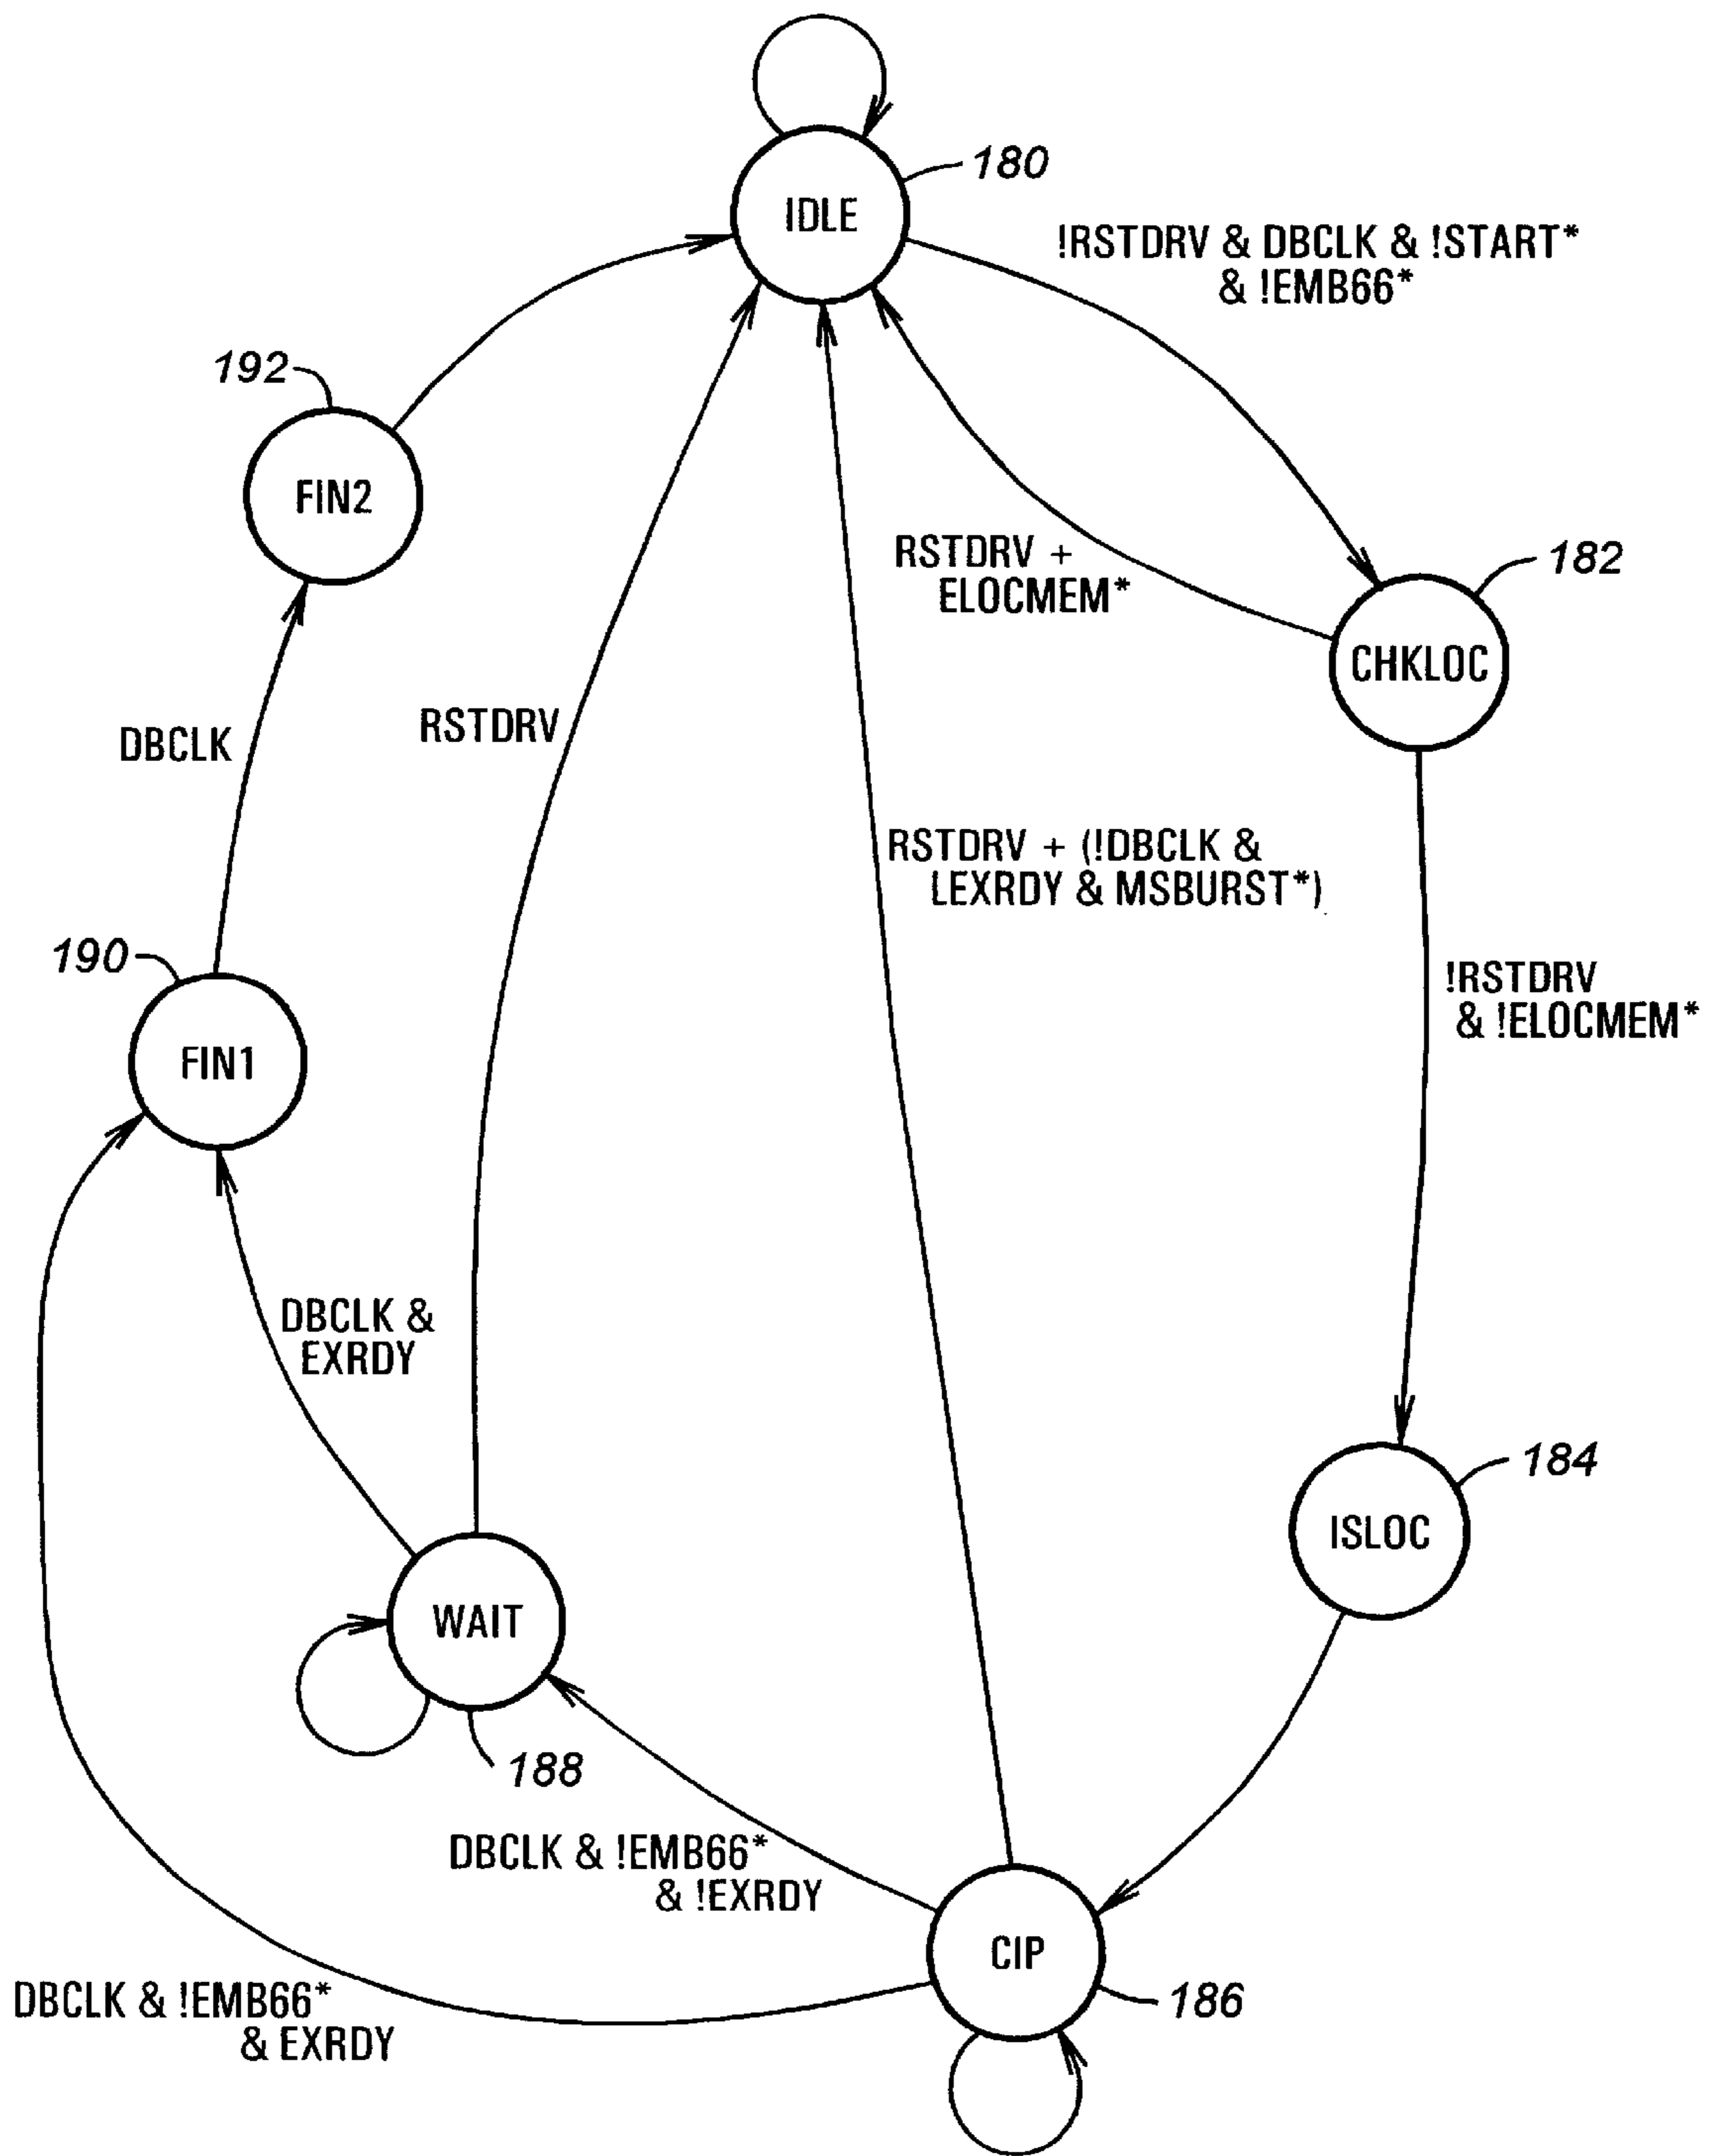 180
IDLE
!RSTDRV & DBCLK & !START*
& !EMB66*
192
FIN2
RSTDRV +
ELOCMEM*
182
CHKLOC
DBCLK
RSTDRV
RSTDRV + (!DBCLK &
LEXRDY & MSBURST*)
190
FIN1
!RSTDRV
& !ELOCMEM*
DBCLK &
EXRDY
184
ISLOC
WAIT
188
DBCLK & !EMB66*
& !EXRDY
CIP
186
DBCLK & !EMB66*
& EXRDY